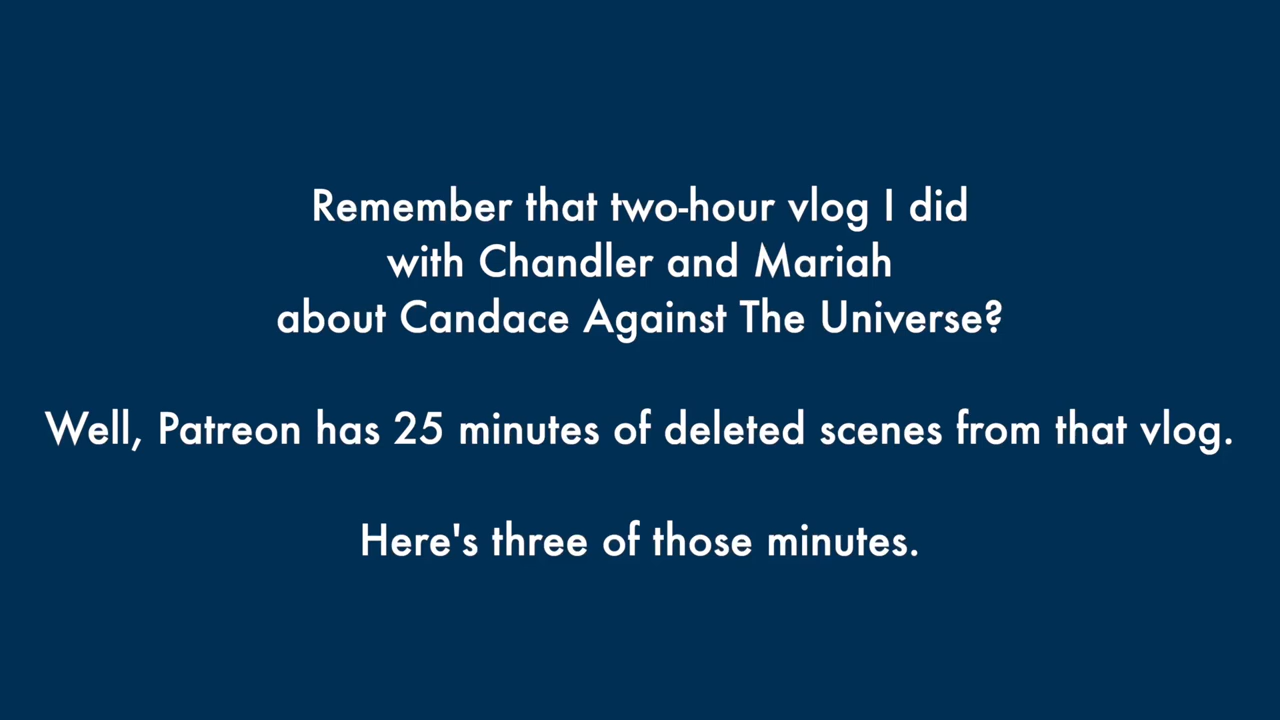 Remember that two-hour vlog I did
with Chandler and Mariah
about Candace Against The Universe?
Well, Patreon has 25 minutes of deleted scenes from that vlog.
Here's three of those minutes.